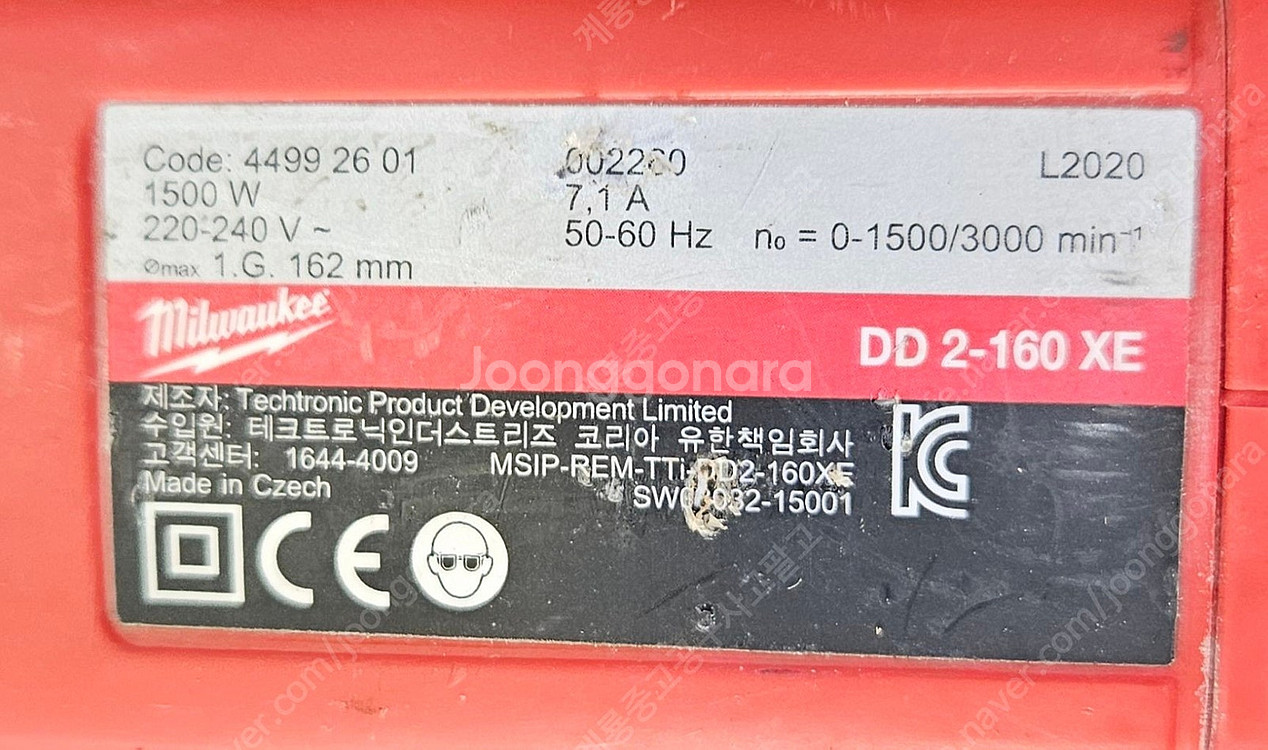 Code: 4499 26 01
L2020
1500 W
7,1 A
220-240 V ~
50-60 Hz
n₀ = 0-1500/3000 min⁻¹
Ømax 1.G. 162 mm
Milwaukee
DD 2-160 XE
Joonggonara
제조자: Techtronic Product Development Limited
수입원: 테크트로닉인더스트리즈 코리아 유한책임회사
고객센터: 1644-4009
Made in Czech
CE